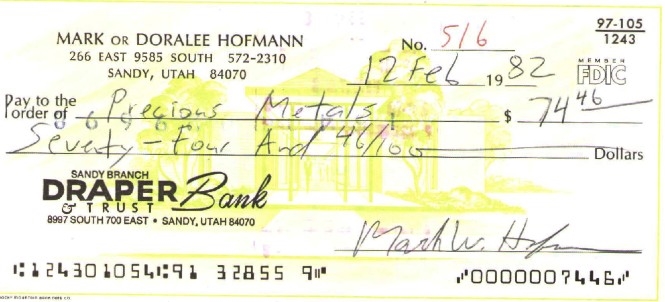 MARK OR DORALEE HOFMANN
266 EAST 9585 SOUTH 572-2310
SANDY, UTAH 84070
No. 516
97-105
1243
12 Feb 1982
MEMBER
FDIC
Pay to the
order of Precious Metals $ 74 46
Seventy-Four And 46/100 Dollars
SANDY BRANCH
DRAPER Bank
& TRUST
8997 SOUTH 700 EAST • SANDY, UTAH 84070
Mark W. Hofmann
⑆124301054⑆91 32855 9⑈ ⑈0000007446⑈